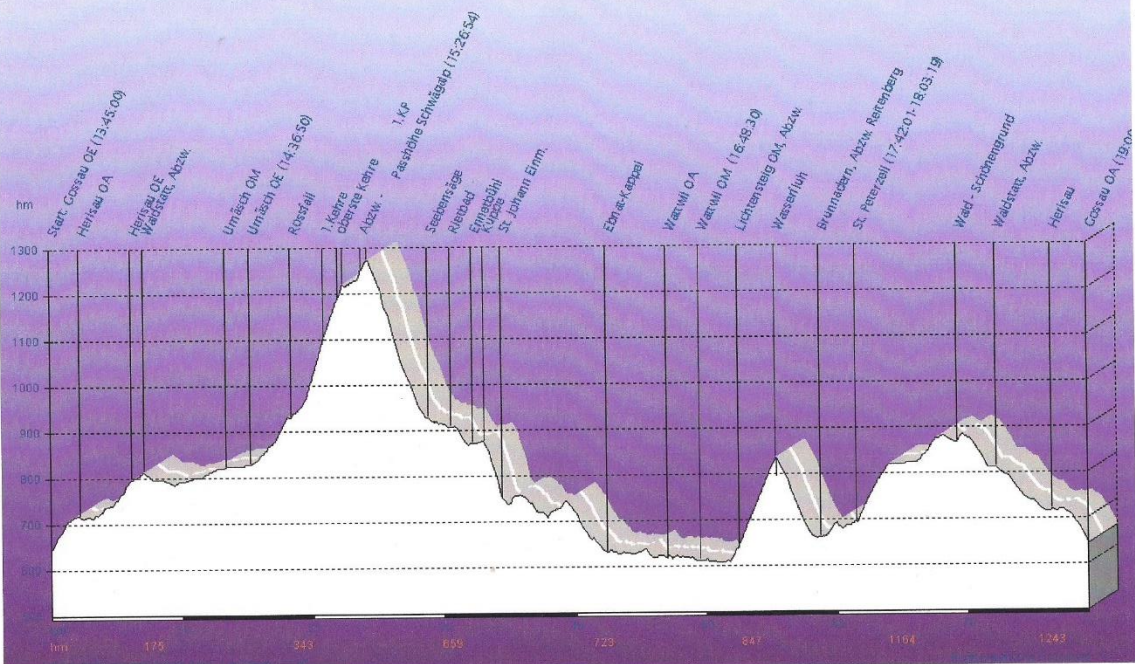 hm
Start: Gossau OE (13:45:00)
Herisau OA
Herisau OE
Waldstatt, Abzw.
Urnäsch OM
Urnäsch OE (14:36:50)
Rossfall
1. Kehre
oberste Kehre
Abzw. -
1. KP
Passhöhe Schwägalp (15:26:54)
Seebensäge
Rietbad
Ennetbühl
Kuppe
St. Johann Einm.
Ebnat-Kappel
Wattwil OA
Wattwil OM (16:48:30)
Lichtensteig OM, Abzw.
Wasserfluh
Brunnadern, Abzw. Reitenberg
St. Peterzell (17:42:01-18:03:19)
Wald - Schönengrund
Waldstatt, Abzw.
Herisau
Gossau OA (19:00
1300
1200
1100
1000
900
800
700
600
hm 175 343 659 723 847 1164 1243